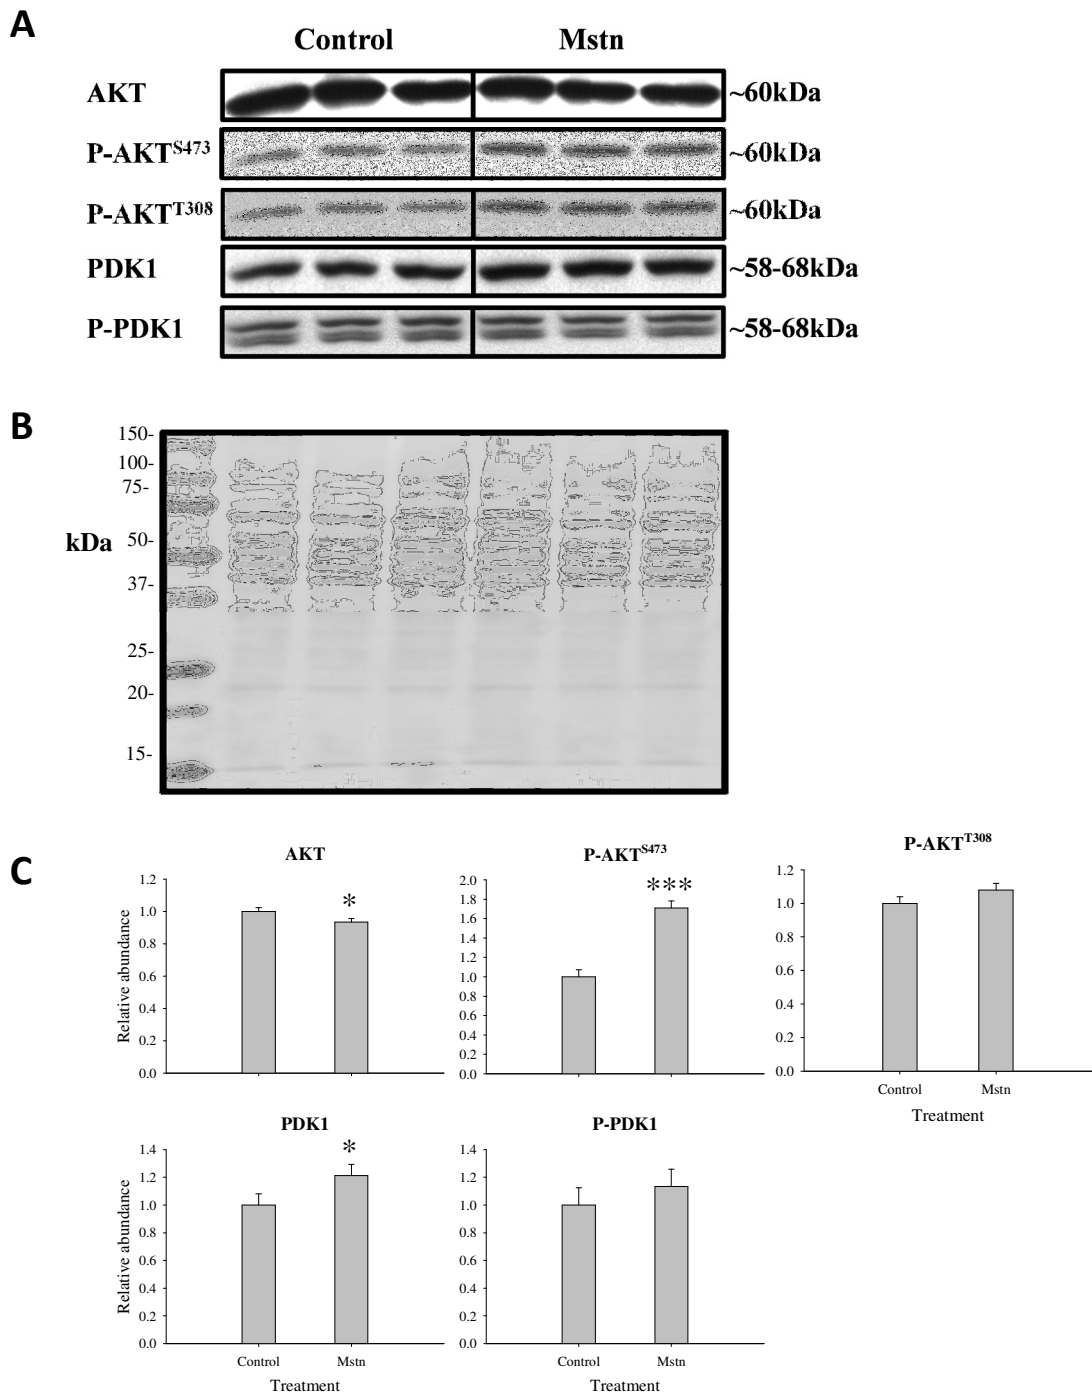 A
Control Mstn
AKT ~60kDa
P-AKT^S473 ~60kDa
P-AKT^T308 ~60kDa
PDK1 ~58-68kDa
P-PDK1 ~58-68kDa
B
150-
100-
75-
kDa
50-
37-
25-
20-
15-
C
AKT
Relative abundance
1.2
1.0
0.8
0.6
0.4
0.2
0.0
*
P-AKT^S473
2.0
1.8
1.6
1.4
1.2
1.0
0.8
0.6
0.4
0.2
0.0
***
P-AKT^T308
1.2
1.0
0.8
0.6
0.4
0.2
0.0
Control Mstn
Treatment
PDK1
Relative abundance
1.4
1.2
1.0
0.8
0.6
0.4
0.2
0.0
*
Control Mstn
Treatment
P-PDK1
1.4
1.2
1.0
0.8
0.6
0.4
0.2
0.0
Control Mstn
Treatment